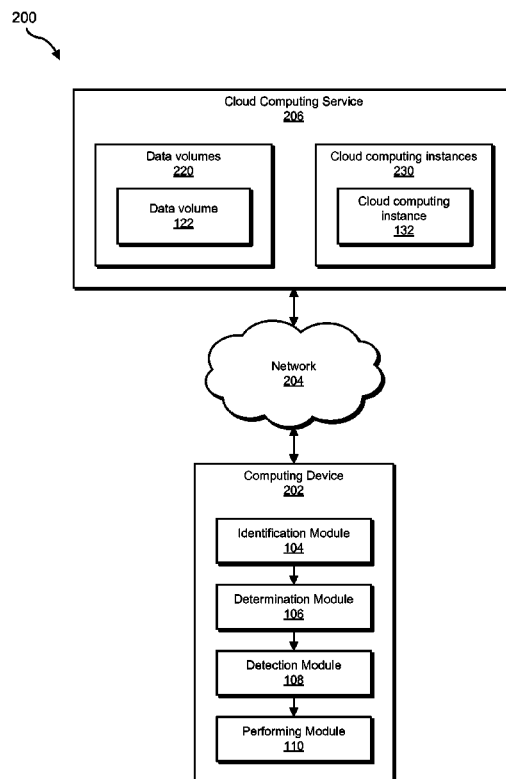 200
Cloud Computing Service
206
Data volumes
220
Data volume
122
Cloud computing instances
230
Cloud computing
instance
132
Network
204
Computing Device
202
Identification Module
104
Determination Module
106
Detection Module
108
Performing Module
110